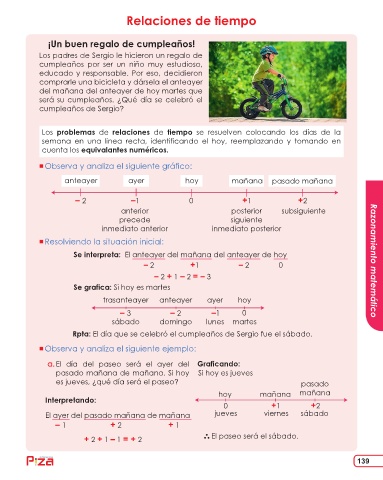 Relaciones de tiempo
¡Un buen regalo de cumpleaños!
Los padres de Sergio le hicieron un regalo de
cumpleaños por ser un niño muy estudioso,
educado y responsable. Por eso, decidieron
comprarle una bicicleta y dársela el anteayer
del mañana del anteayer de hoy martes que
será su cumpleaños. ¿Qué día se celebró el
cumpleaños de Sergio?
Los problemas de relaciones de tiempo se resuelven colocando los días de la
semana en una línea recta, identificando el hoy, reemplazando y tomando en
cuenta los equivalantes numéricos.
Observa y analiza el siguiente gráfico:
anteayer ayer hoy mañana pasado mañana
– 2 –1 0 +1 +2
anterior posterior subsiguiente
precede siguiente
inmediato anterior inmediato posterior
Resolviendo la situación inicial:
Se interpreta: El anteayer del mañana del anteayer de hoy
– 2 +1 – 2 0
– 2 + 1 – 2 = – 3
Se grafica: Si hoy es martes
trasanteayer anteayer ayer hoy
– 3 – 2 –1 0
sábado domingo lunes martes
Rpta: El día que se celebró el cumpleaños de Sergio fue el sábado.
Observa y analiza el siguiente ejemplo:
a. El día del paseo será el ayer del
pasado mañana de mañana. Si hoy
es jueves, ¿qué día será el paseo?
Interpretando:
El ayer del pasado mañana de mañana
– 1 + 2 + 1
+ 2 + 1 – 1 = + 2
Graficando:
Si hoy es jueves
pasado
hoy mañana mañana
0 +1 +2
jueves viernes sábado
∴ El paseo será el sábado.
Razonamiento matemático
Piza
139